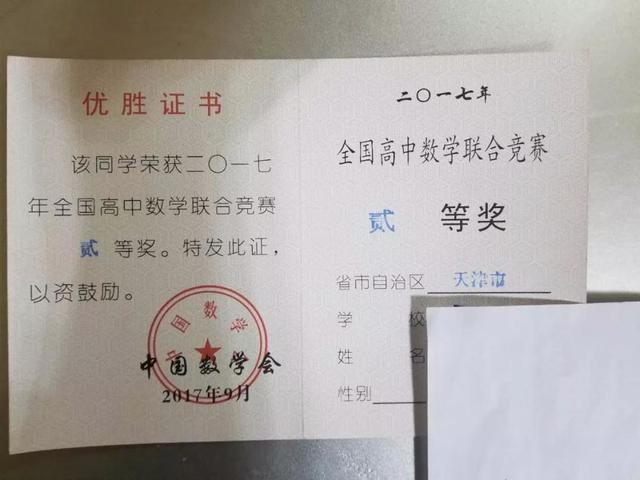 优胜证书
该同学荣获二〇一七
年全国高中数学联合竞赛
贰 等奖。特发此证，
以资鼓励。
中国数学
中国数学会
2017年9月
二〇一七年
全国高中数学联合竞赛
贰 等奖
省市自治区 天津市
学 校
姓 名
性别